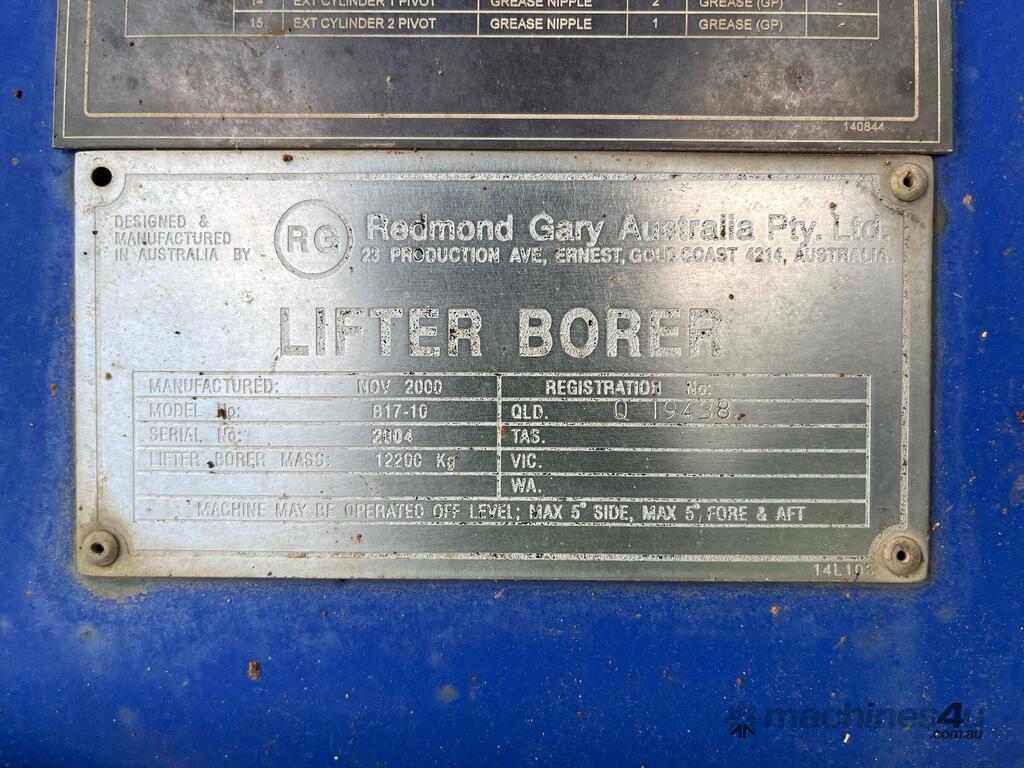 14 EXT CYLINDER 1 PIVOT GREASE NIPPLE 2 GREASE (GP) -
15 EXT CYLINDER 2 PIVOT GREASE NIPPLE 1 GREASE (GP) -
140844
DESIGNED &
MANUFACTURED
IN AUSTRALIA BY
RG
Redmond Gary Australia Pty. Ltd.
23 PRODUCTION AVE, ERNEST, GOLD COAST 4214, AUSTRALIA.
LIFTER BORER
MANUFACTURED: NOV 2000 REGISTRATION No:
MODEL No: B17-10 QLD. Q 19438
SERIAL No: 2004 TAS.
LIFTER BORER MASS: 12200 Kg VIC.
WA.
MACHINE MAY BE OPERATED OFF LEVEL; MAX 5° SIDE, MAX 5°, FORE & AFT
machines4u
.com.au